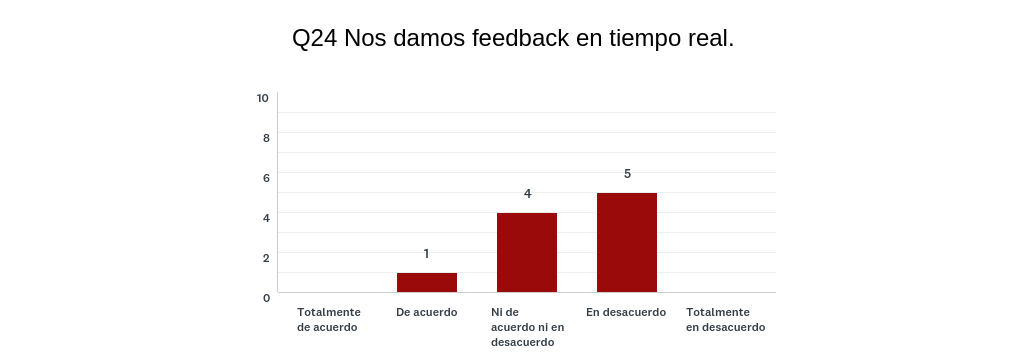 Q24 Nos damos feedback en tiempo real.
10
8
6
4
2
0
1
4
5
Totalmente
de acuerdo
De acuerdo
Ni de
acuerdo ni en
desacuerdo
En desacuerdo
Totalmente
en desacuerdo